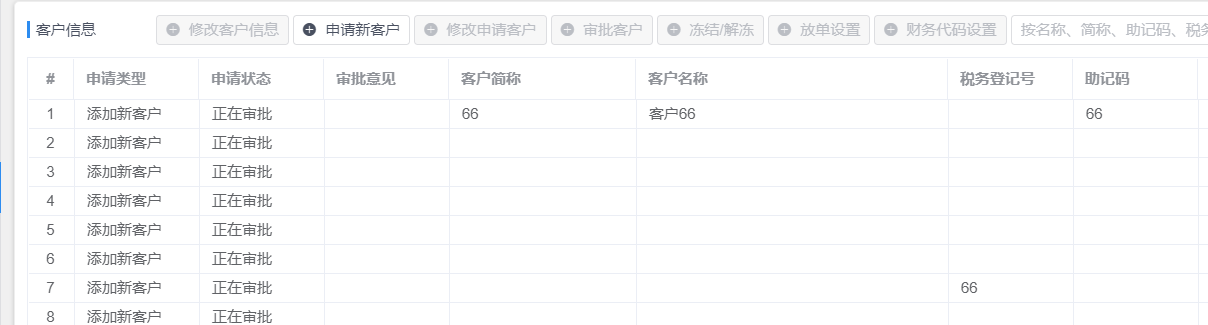 客户信息 修改客户信息 申请新客户 修改申请客户 审批客户 冻结/解冻 放单设置 财务代码设置 按名称、简称、助记码、税务
# 申请类型 申请状态 审批意见 客户简称 客户名称 税务登记号 助记码
1 添加新客户 正在审批 66 客户66 66
2 添加新客户 正在审批
3 添加新客户 正在审批
4 添加新客户 正在审批
5 添加新客户 正在审批
6 添加新客户 正在审批
7 添加新客户 正在审批 66
8 添加新客户 正在审批